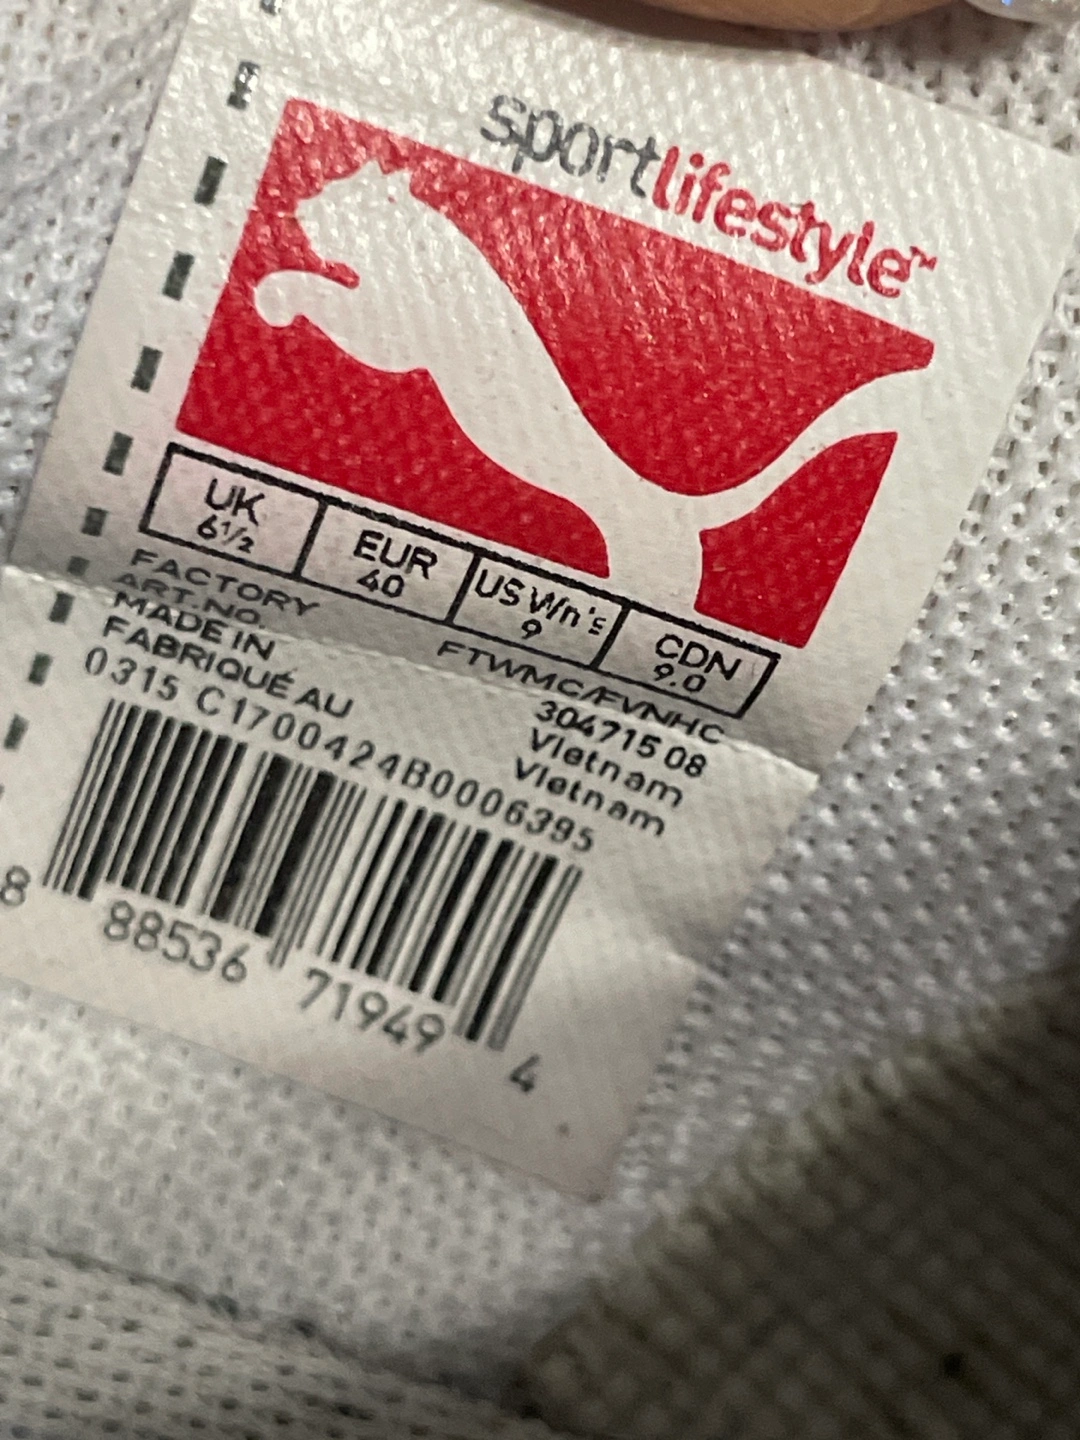 sportlifestyle™
UK EUR US Wn's CDN
6½ 40 9 9.0
FACTORY FTWMC/FVNHC
ART.NO. 304715 08
MADE IN Vietnam
FABRIQUÉ AU Vietnam
0315 C1700424B0006395
8 88536 71949 4